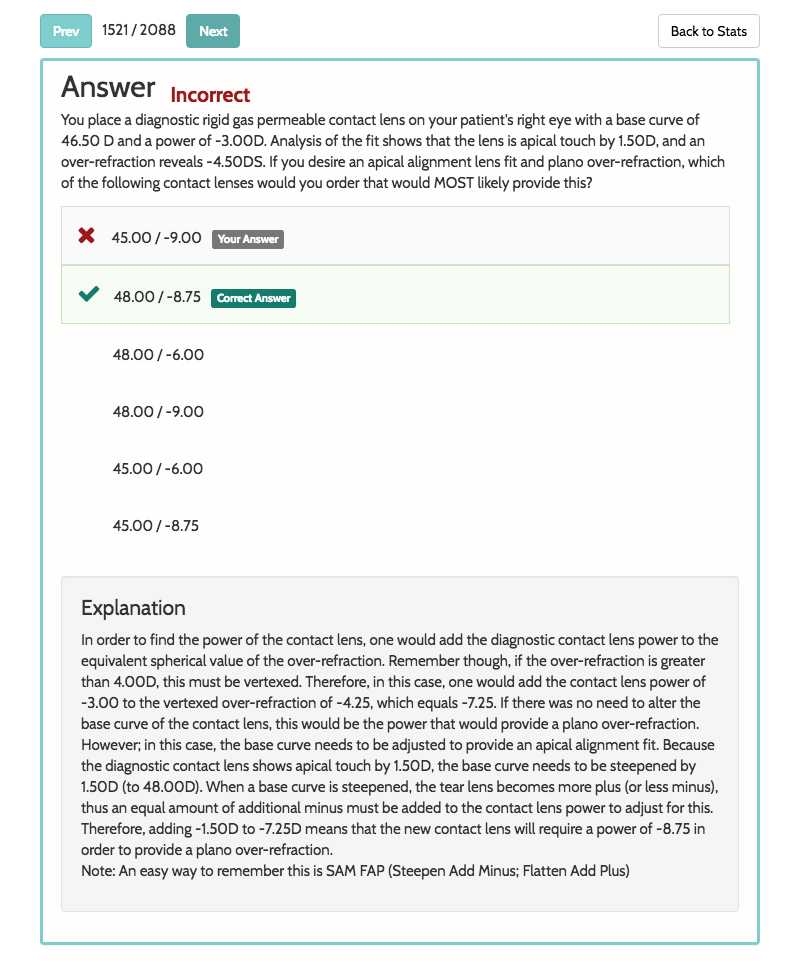 Prev 1521 / 2088 Next Back to Stats
Answer Incorrect
You place a diagnostic rigid gas permeable contact lens on your patient's right eye with a base curve of
46.50 D and a power of -3.00D. Analysis of the fit shows that the lens is apical touch by 1.50D, and an
over-refraction reveals -4.50DS. If you desire an apical alignment lens fit and plano over-refraction, which
of the following contact lenses would you order that would MOST likely provide this?
45.00 / -9.00 Your Answer
48.00 / -8.75 Correct Answer
48.00 / -6.00
48.00 / -9.00
45.00 / -6.00
45.00 / -8.75
Explanation
In order to find the power of the contact lens, one would add the diagnostic contact lens power to the
equivalent spherical value of the over-refraction. Remember though, if the over-refraction is greater
than 4.00D, this must be vertexed. Therefore, in this case, one would add the contact lens power of
-3.00 to the vertexed over-refraction of -4.25, which equals -7.25. If there was no need to alter the
base curve of the contact lens, this would be the power that would provide a plano over-refraction.
However; in this case, the base curve needs to be adjusted to provide an apical alignment fit. Because
the diagnostic contact lens shows apical touch by 1.50D, the base curve needs to be steepened by
1.50D (to 48.00D). When a base curve is steepened, the tear lens becomes more plus (or less minus),
thus an equal amount of additional minus must be added to the contact lens power to adjust for this.
Therefore, adding -1.50D to -7.25D means that the new contact lens will require a power of -8.75 in
order to provide a plano over-refraction.
Note: An easy way to remember this is SAM FAP (Steepen Add Minus; Flatten Add Plus)